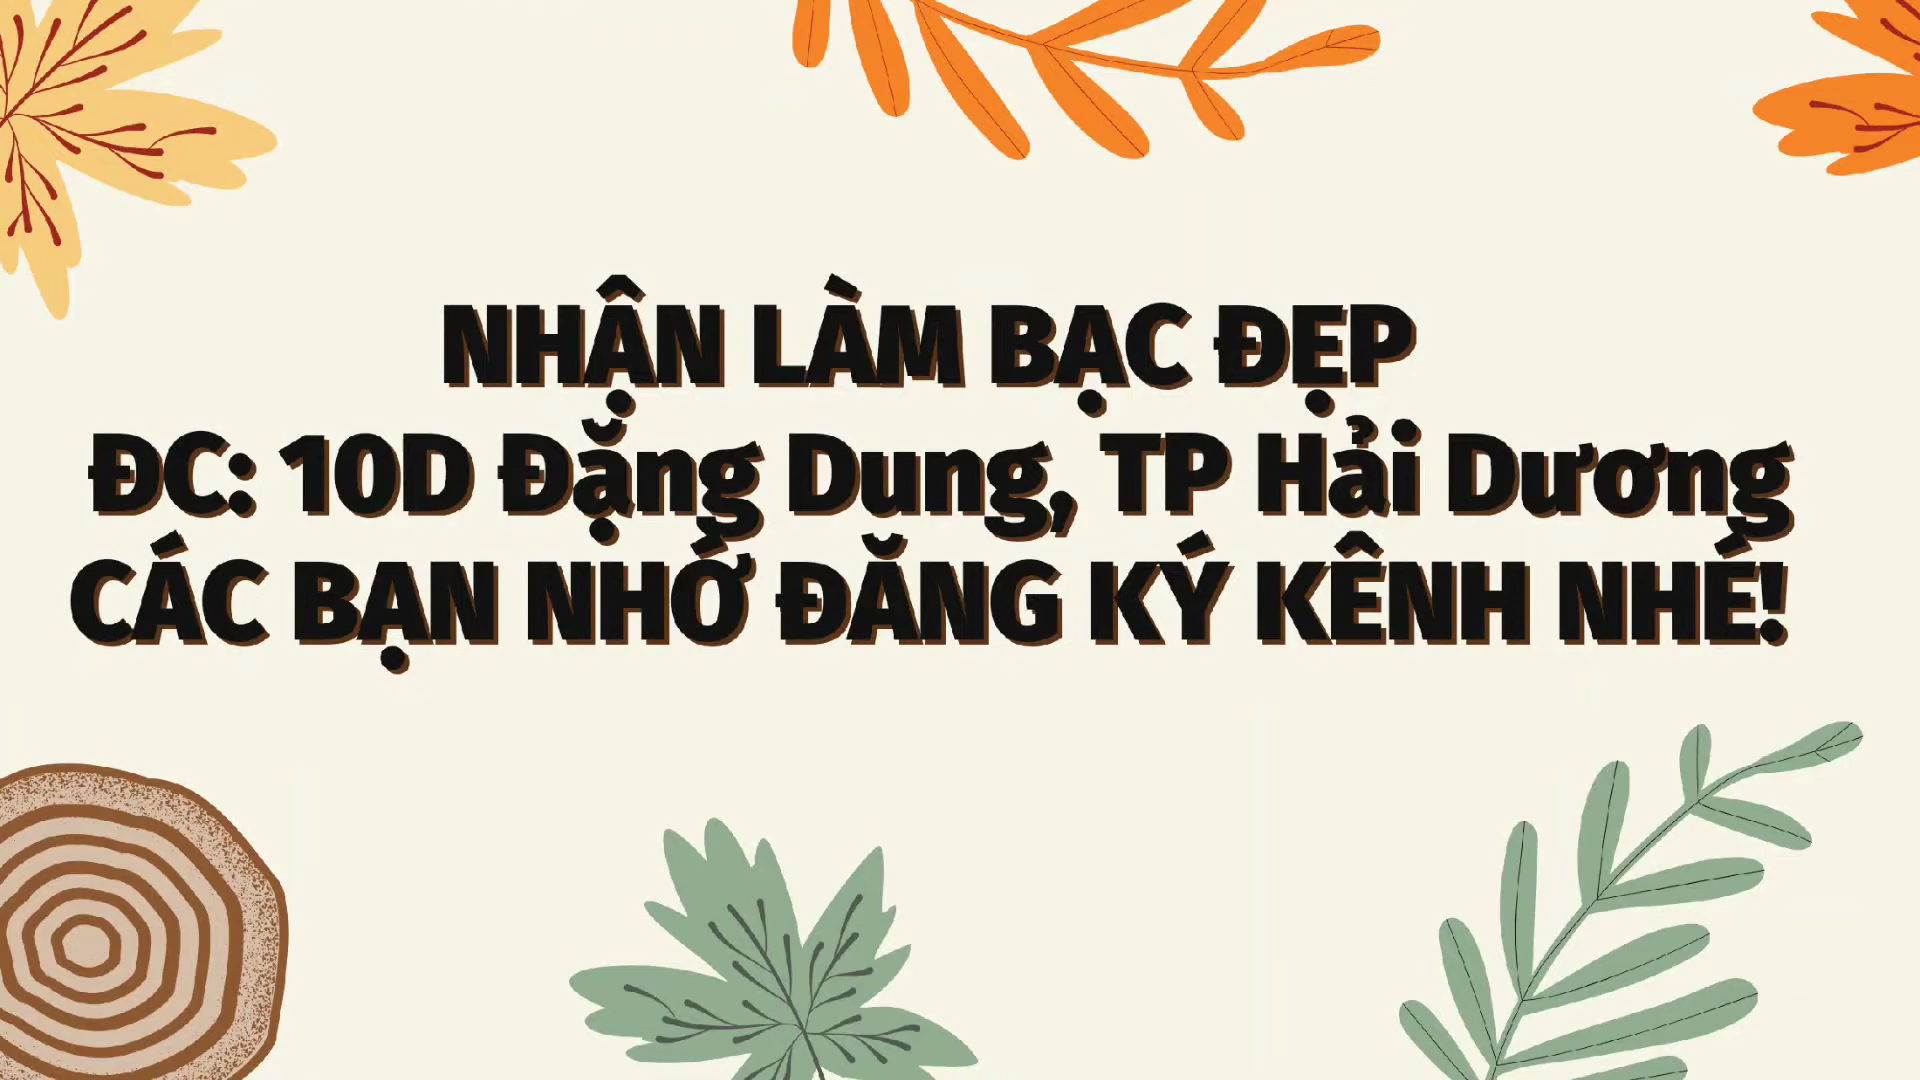 NHẬN LÀM BẠC ĐẸP
ĐC: 10D Đặng Dung, TP Hải Dương
CÁC BẠN NHỚ ĐĂNG KÝ KÊNH NHÉ!